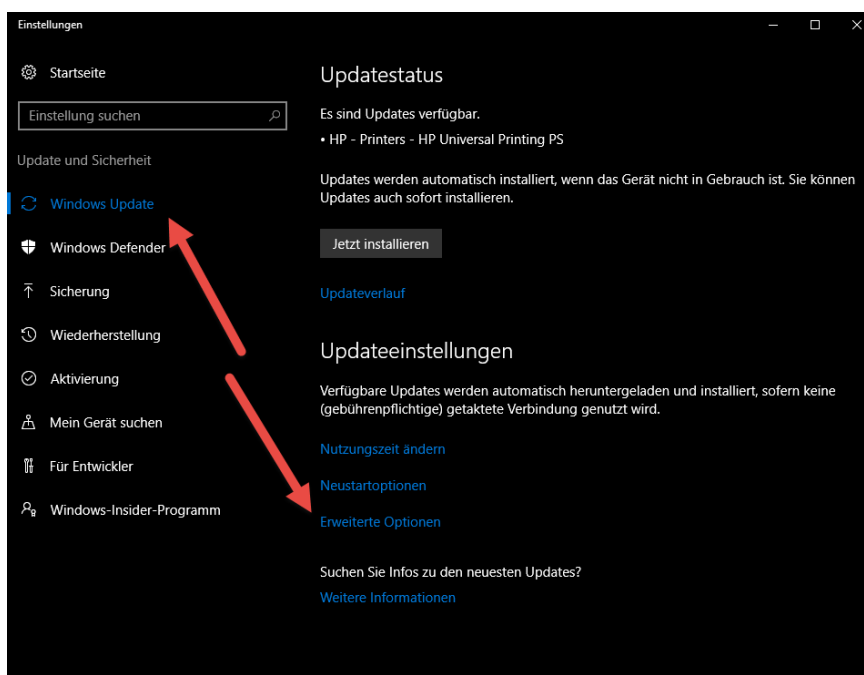 Einstellungen
Startseite
Einstellung suchen
Update und Sicherheit
Windows Update
Windows Defender
Sicherung
Wiederherstellung
Aktivierung
Mein Gerät suchen
Für Entwickler
Windows-Insider-Programm
Updatestatus
Es sind Updates verfügbar.
• HP - Printers - HP Universal Printing PS
Updates werden automatisch installiert, wenn das Gerät nicht in Gebrauch ist. Sie können
Updates auch sofort installieren.
Jetzt installieren
Updateverlauf
Updateeinstellungen
Verfügbare Updates werden automatisch heruntergeladen und installiert, sofern keine
(gebührenpflichtige) getaktete Verbindung genutzt wird.
Nutzungszeit ändern
Neustartoptionen
Erweiterte Optionen
Suchen Sie Infos zu den neuesten Updates?
Weitere Informationen